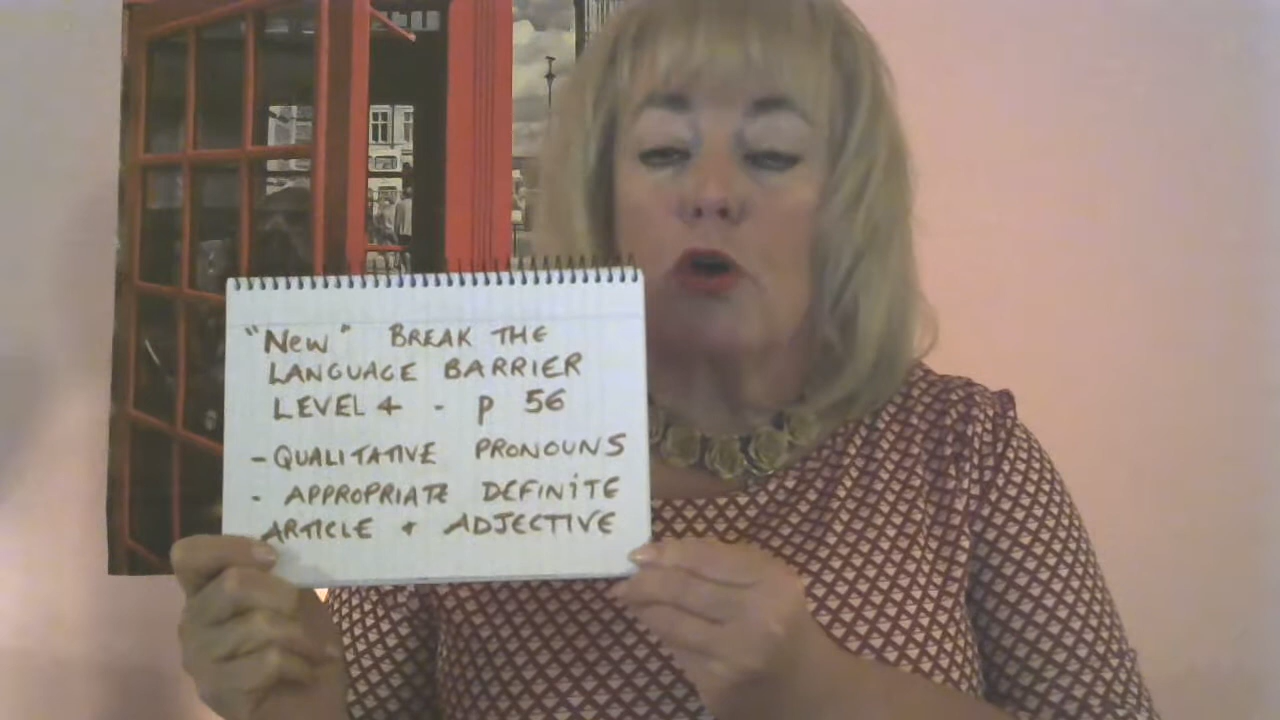 "New" BREAK THE
LANGUAGE BARRIER
LEVEL 4 - p 56
- QUALITATIVE PRONOUNS
- APPROPRIATE DEFINITE
ARTICLE + ADJECTIVE